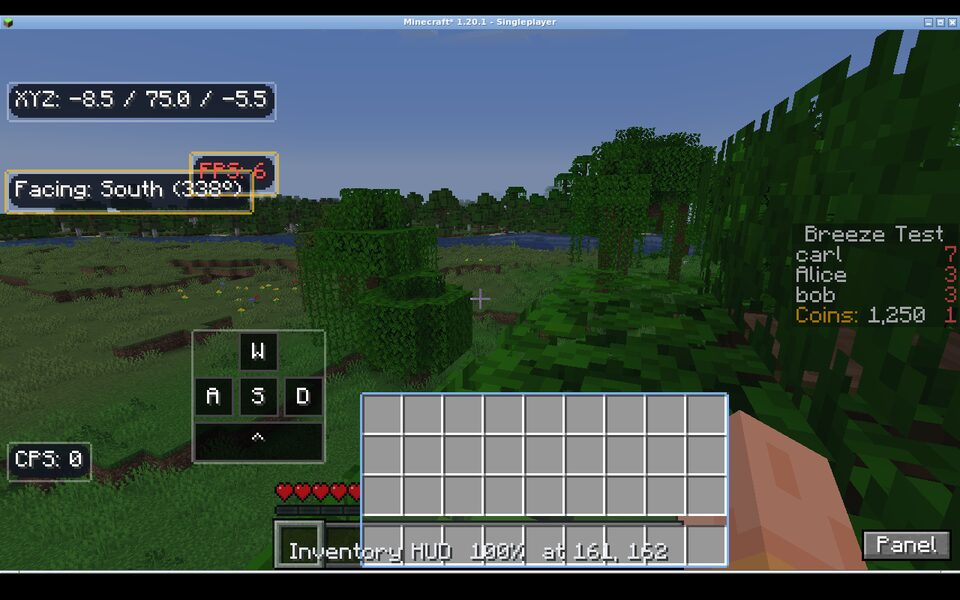 Minecraft* 1.20.1 - Singleplayer
XYZ: -8.5 / 75.0 / -5.5
FPS: 6
Facing: South (338°)
Breeze Test
carl 7
Alice 3
bob 3
Coins: 1,250 1
W
A S D
^
CPS: 0
Inventory HUD 100% at 161, 162
Panel